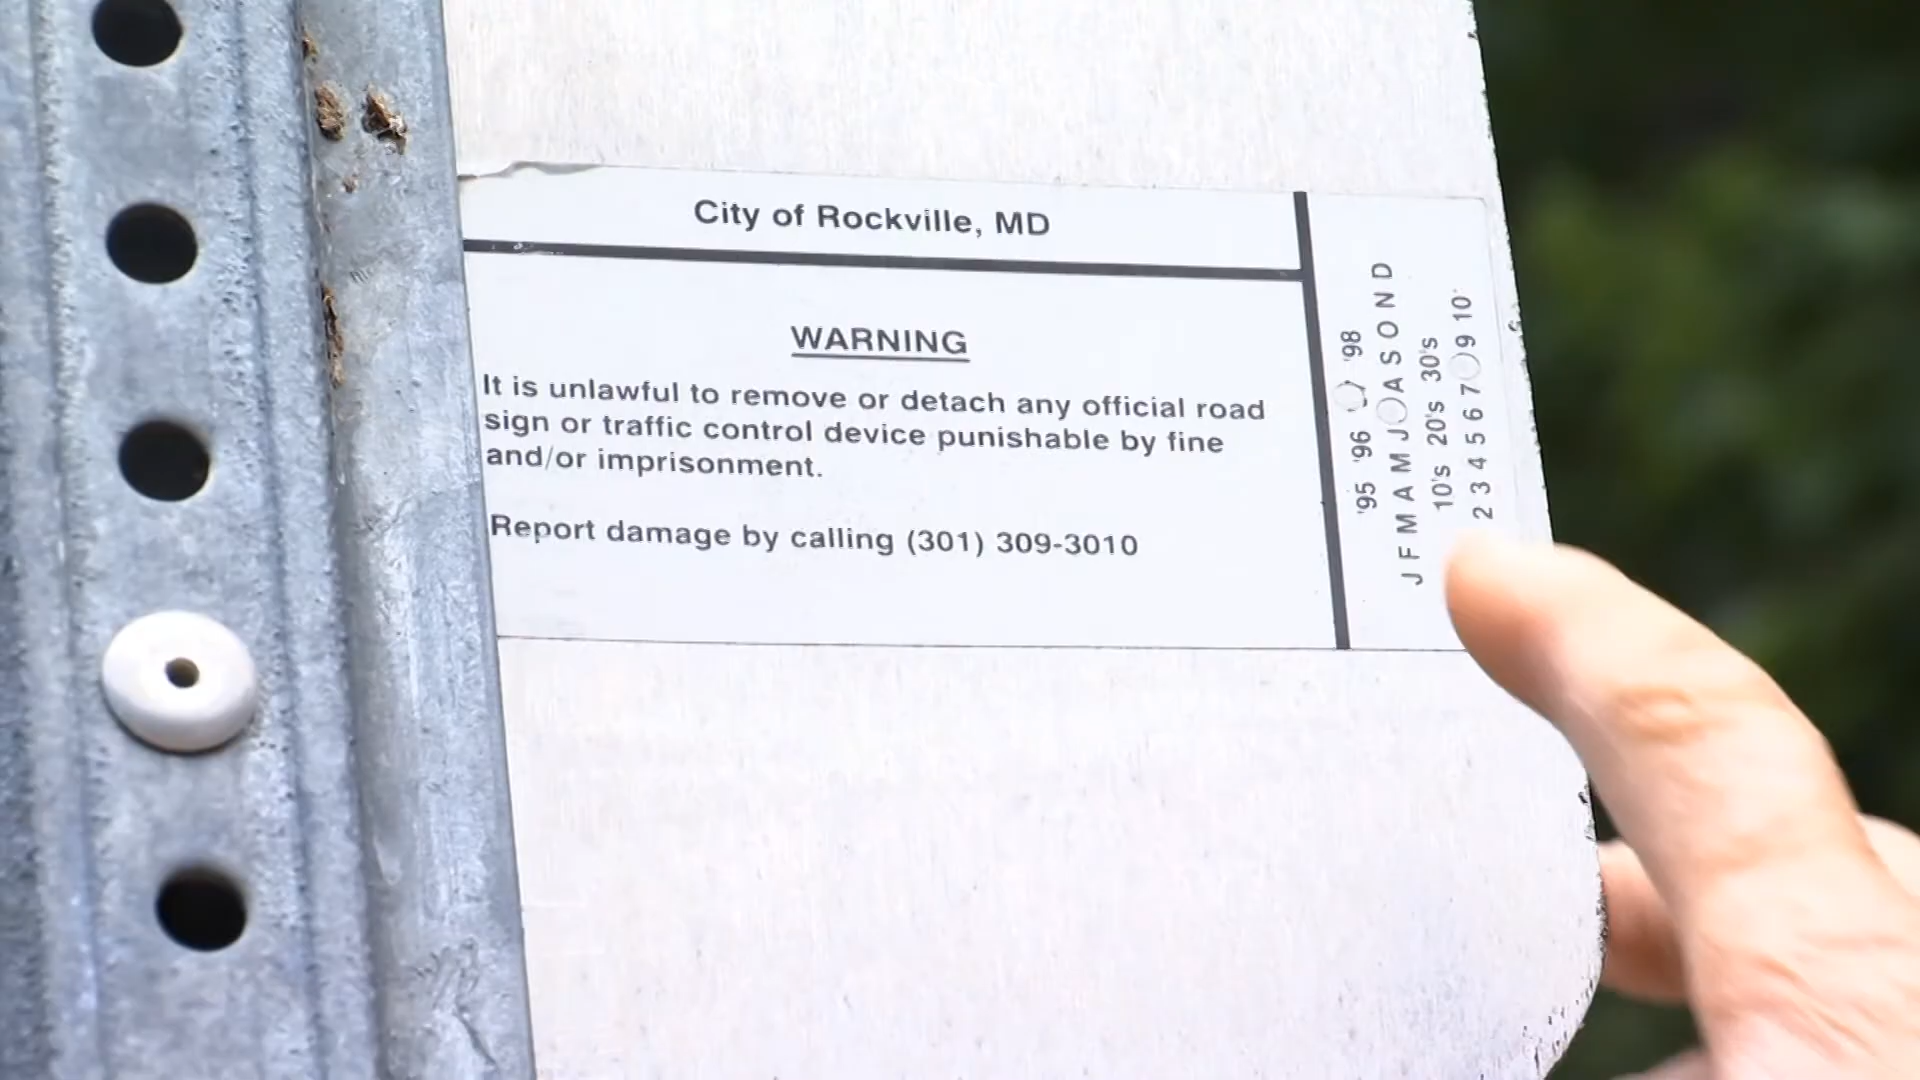 City of Rockville, MD
WARNING
It is unlawful to remove or detach any official road
sign or traffic control device punishable by fine
and/or imprisonment.
Report damage by calling (301) 309-3010
'95 '96 '98
J F M A M J A S O N D
10's 20's 30's
2 3 4 5 6 7 9 10